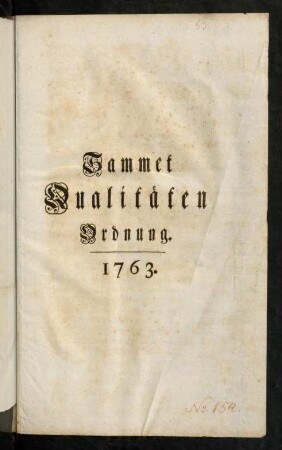 Sammet
Qualitäten
Ordnung.
1763.
No. 154.